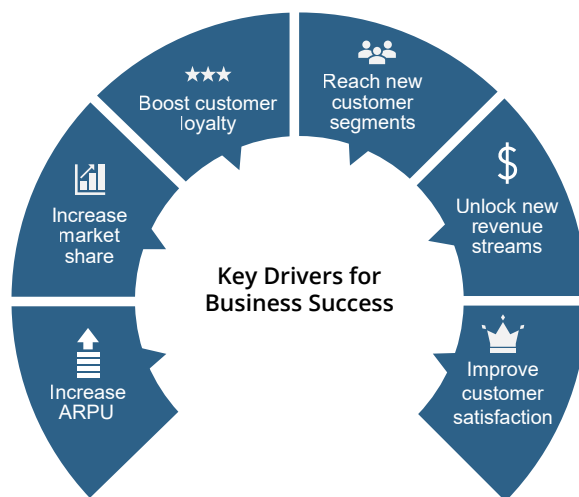 Key Drivers for
Business Success
Increase
ARPU
Increase
market
share
Boost customer
loyalty
Reach new
customer
segments
Unlock new
revenue
streams
Improve
customer
satisfaction